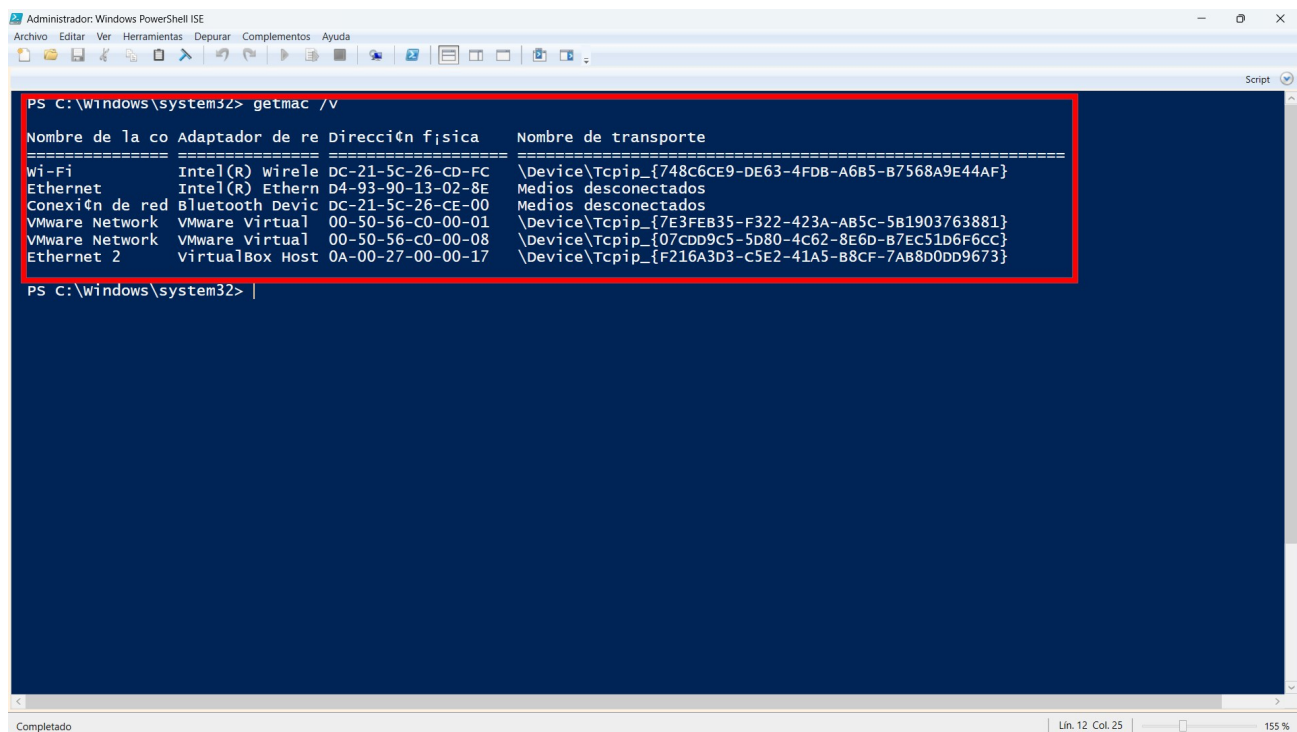 Administrador: Windows PowerShell ISE
Archivo Editar Ver Herramientas Depurar Complementos Ayuda
Script
PS C:\Windows\system32> getmac /v
Nombre de la co Adaptador de re Direcci¢n f¡sica    Nombre de transporte
=============== =============== =================== ==========================================================
Wi-Fi           Intel(R) Wirele DC-21-5C-26-CD-FC   \Device\Tcpip_{748C6CE9-DE63-4FDB-A6B5-B7568A9E44AF}
Ethernet        Intel(R) Ethern D4-93-90-13-02-8E   Medios desconectados
Conexi¢n de red Bluetooth Devic DC-21-5C-26-CE-00   Medios desconectados
VMware Network  VMware Virtual  00-50-56-C0-00-01   \Device\Tcpip_{7E3FEB35-F322-423A-AB5C-5B1903763881}
VMware Network  VMware Virtual  00-50-56-C0-00-08   \Device\Tcpip_{07CDD9C5-5D80-4C62-8E6D-B7EC51D6F6CC}
Ethernet 2      VirtualBox Host 0A-00-27-00-00-17   \Device\Tcpip_{F216A3D3-C5E2-41A5-B8CF-7AB8D0DD9673}
PS C:\Windows\system32>
Completado
Lín. 12 Col. 25
155 %